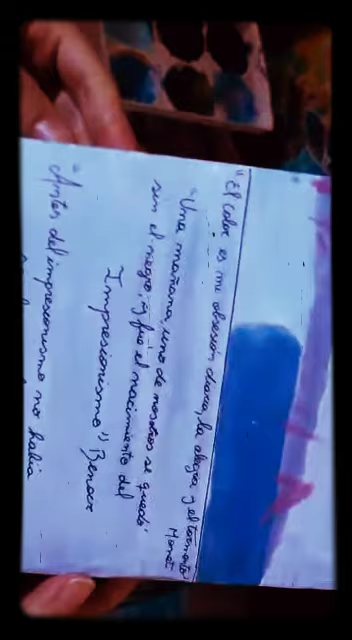 "El color es mi obsesión diaria, la alegría y el tormento"
Monet
"Una mañana, uno de nosotros se quedó
sin el negro, y fue el nacimiento del
Impresionismo" Renoir
"Antes del impresionismo no había